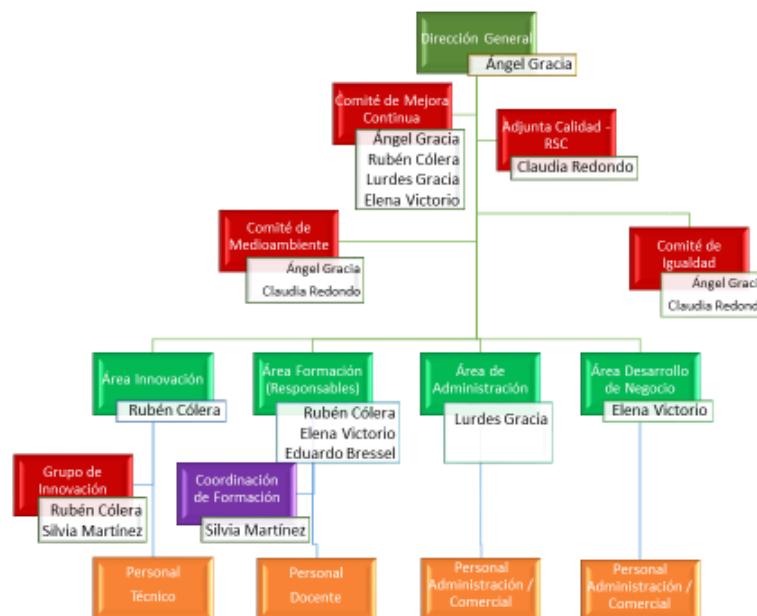 Dirección General
Ángel Gracia
Comité de Mejora
Continua
Ángel Gracia
Rubén Cólera
Lurdes Gracia
Elena Victorio
Adjunta Calidad -
RSC
Claudia Redondo
Comité de
Medioambiente
Ángel Gracia
Claudia Redondo
Comité de
Igualdad
Ángel Graci
Claudia Redond
Área Innovación
Rubén Cólera
Área Formación
(Responsables)
Rubén Cólera
Elena Victorio
Eduardo Bressel
Área de
Administración
Lurdes Gracia
Área Desarrollo
de Negocio
Elena Victorio
Grupo de
Innovación
Rubén Cólera
Silvia Martínez
Coordinación
de Formación
Silvia Martínez
Personal
Técnico
Personal
Docente
Personal
Administración /
Comercial
Personal
Administración /
Comercial